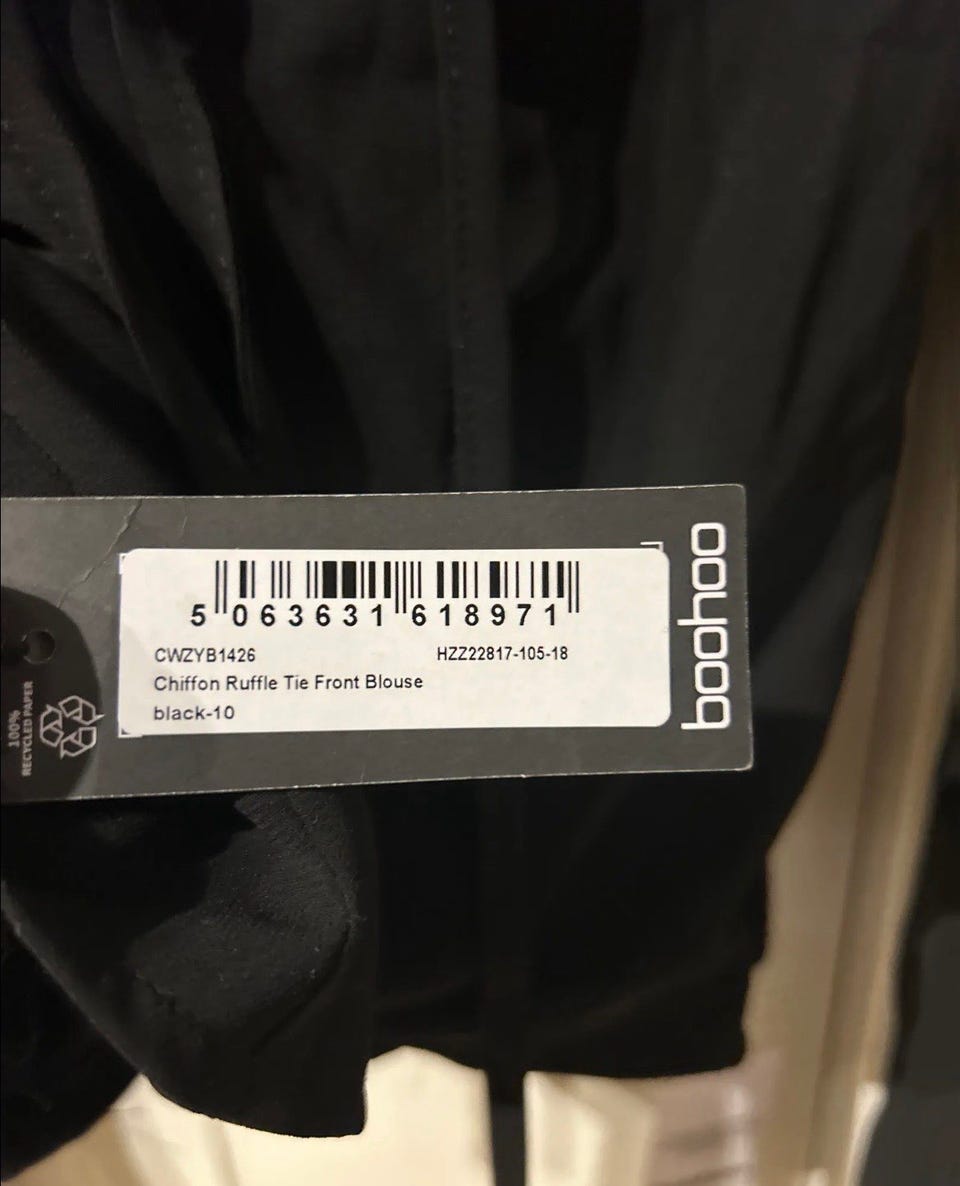 5 063631 618971
CWZYB1426 HZZ22817-105-18
Chiffon Ruffle Tie Front Blouse
black-10
boohoo
100%
RECYCLED PAPER